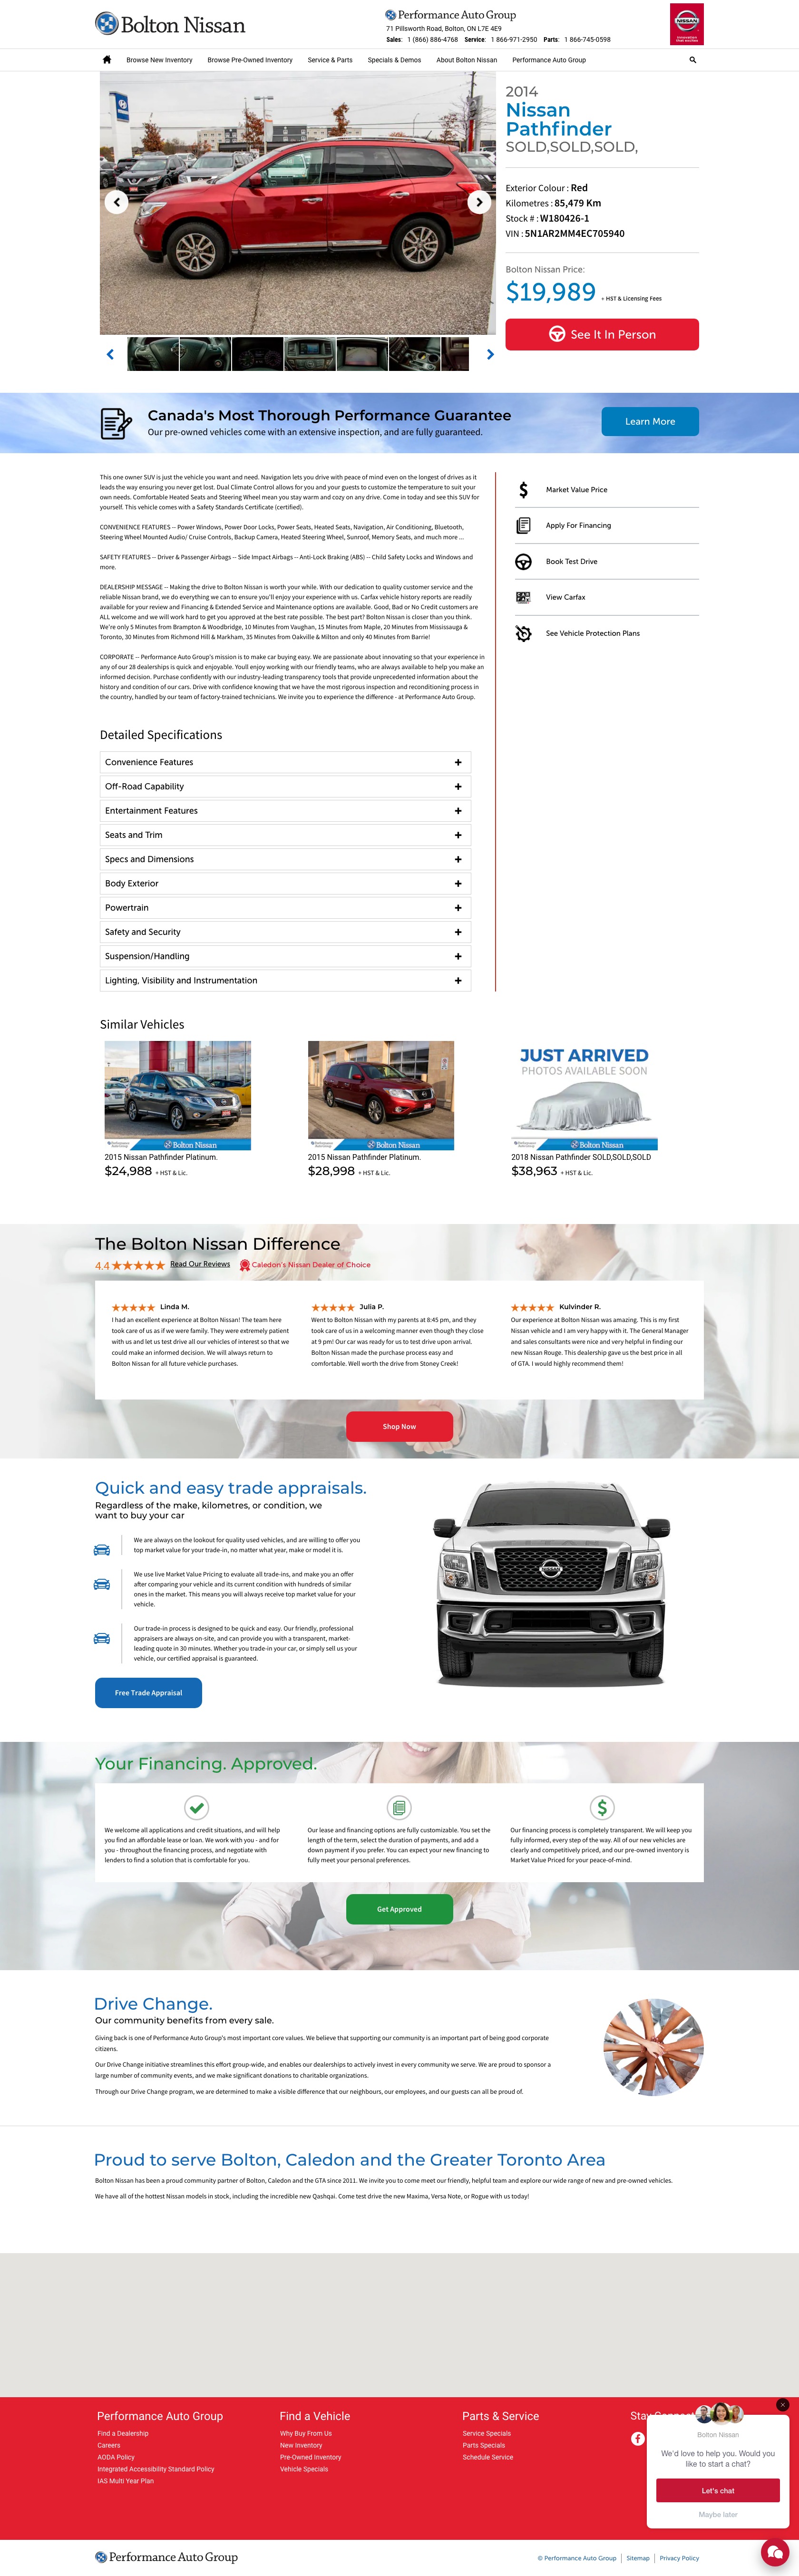 Bolton Nissan
Performance Auto Group
71 Pillsworth Road, Bolton, ON L7E 4E9
Sales: 1 (866) 886-4768 Service: 1 866-971-2950 Parts: 1 866-745-0598
NISSAN
Innovation that excites
Browse New Inventory Browse Pre-Owned Inventory Service & Parts Specials & Demos About Bolton Nissan Performance Auto Group
2014
Nissan
Pathfinder
SOLD,SOLD,SOLD,
Exterior Colour : Red
Kilometres : 85,479 Km
Stock # : W180426-1
VIN : 5N1AR2MM4EC705940
Bolton Nissan Price:
$19,989 + HST & Licensing Fees
See It In Person
Canada's Most Thorough Performance Guarantee
Our pre-owned vehicles come with an extensive inspection, and are fully guaranteed.
Learn More
This one owner SUV is just the vehicle you want and need. Navigation lets you drive with peace of mind even on the longest of drives as it
leads the way ensuring you never get lost. Dual Climate Control allows for you and your guests to customize the temperature to suit your
own needs. Comfortable Heated Seats and Steering Wheel mean you stay warm and cozy on any drive. Come in today and see this SUV for
yourself. This vehicle comes with a Safety Standards Certificate (certified).
CONVENIENCE FEATURES -- Power Windows, Power Door Locks, Power Seats, Heated Seats, Navigation, Air Conditioning, Bluetooth,
Steering Wheel Mounted Audio/ Cruise Controls, Backup Camera, Heated Steering Wheel, Sunrood, Memory Seats, and much more ...
SAFETY FEATURES -- Driver & Passenger Airbags -- Side Impact Airbags -- Anti-Lock Braking (ABS) -- Child Safety Locks and Windows and
more.
DEALERSHIP MESSAGE -- Making the drive to Bolton Nissan is worth your while. With our dedication to quality customer service and the
reliable Nissan brand, we do everything we can to ensure you'll enjoy your experience with us. Carfax vehicle history reports are readily
available for your review and Financing & Extended Service and Maintenance options are available. Good, Bad or No Credit customers are
ALL welcome and we will work hard to get you approved at the best rate possible. The best part? Bolton Nissan is closer than you think.
We're only 5 Minutes from Brampton & Woodbridge, 10 Minutes from Vaughan, 15 Minutes from Maple, 20 Minutes from Mississauga &
Toronto, 30 Minutes from Richmond Hill & Markham, 35 Minutes from Oakville & Milton and only 40 Minutes from Barrie!
CORPORATE -- Performance Auto Group's mission is to make car buying easy. We are passionate about innovating so that your experience in
any of our 28 dealerships is quick and enjoyable. Youll enjoy working with our friendly teams, who are always available to help you make an
informed decision. Purchase confidently with our industry-leading transparency tools that provide unprecedented information about the
history and condition of our cars. Drive with confidence knowing that we have the most rigorous inspection and reconditioning process in
the country, handled by our team of factory-trained technicians. We invite you to experience the difference - at Performance Auto Group.
Market Value Price
Apply For Financing
Book Test Drive
View Carfax
See Vehicle Protection Plans
Detailed Specifications
Convenience Features
Off-Road Capability
Entertainment Features
Seats and Trim
Specs and Dimensions
Body Exterior
Powertrain
Safety and Security
Suspension/Handling
Lighting, Visibility and Instrumentation
Similar Vehicles
JUST ARRIVED
PHOTOS AVAILABLE SOON
Bolton Nissan Bolton Nissan Bolton Nissan
2015 Nissan Pathfinder Platinum. 2015 Nissan Pathfinder Platinum. 2018 Nissan Pathfinder SOLD,SOLD,SOLD
$24,988 + HST & Lic. $28,998 + HST & Lic. $38,963 + HST & Lic.
The Bolton Nissan Difference
4.4 Read Our Reviews Caledon's Nissan Dealer of Choice
Linda M.
I had an excellent experience at Bolton Nissan! The team here
took care of us as if we were family. They were extremely patient
with us and let us test drive all our vehicles of interest so that we
could make an informed decision. We will always return to
Bolton Nissan for all future vehicle purchases.
Julia P.
Went to Bolton Nissan with my parents at 8:45 pm, and they
took care of us in a welcoming manner even though they close
at 9 pm! Our car was ready for us to test drive upon arrival.
Bolton Nissan made the purchase process easy and
comfortable. Well worth the drive from Stoney Creek!
Kulvinder R.
Our experience at Bolton Nissan was amazing. This is my first
Nissan vehicle and I am very happy with it. The General Manager
and sales consultants were nice and very helpful in finding our
new Nissan Rouge. This dealership gave us the best price in all
of GTA. I would highly recommend them!
Shop Now
Quick and easy trade appraisals.
Regardless of the make, kilometres, or condition, we
want to buy your car
We are always on the lookout for quality used vehicles, and are willing to offer you
top market value for your trade-in, no matter what year, make or model it is.
We use live Market Value Pricing to evaluate all trade-ins, and make you an offer
after comparing your vehicle and its current condition with hundreds of similar
ones in the market. This means you will always receive top market value for your
vehicle.
Our trade-in process is designed to be quick and easy. Our friendly, professional
appraisers are always on-site, and can provide you with a transparent, market-
leading quote in 30 minutes. Whether you trade-in your car, or simply sell us your
vehicle, our certified appraisal is guaranteed.
Free Trade Appraisal
NISSAN
Your Financing. Approved.
We welcome all applications and credit situations, and will help
you find an affordable lease or loan. We work with you - and for
you - throughout the financing process, and negotiate with
lenders to find a solution that is comfortable for you.
Our lease and financing options are fully customizable. You set the
length of the term, select the duration of payments, and add a
down payment if you prefer. You can expect your new financing to
fully meet your personal preferences.
Our financing process is completely transparent. We will keep you
fully informed, every step of the way. All of our new vehicles are
clearly and competitively priced, and our pre-owned inventory is
Market Value Priced for your peace-of-mind.
Get Approved
Drive Change.
Our community benefits from every sale.
Giving back is one of Performance Auto Group's most important core values. We believe that supporting our community is an important part of being good corporate
citizens.
Our Drive Change initiative streamlines this effort group-wide, and enables our dealerships to actively invest in every community we serve. We are proud to sponsor a
large number of community events, and we make significant donations to charitable organizations.
Through our Drive Change program, we are determined to make a visible difference that our neighbours, our employees, and our guests can all be proud of.
Proud to serve Bolton, Caledon and the Greater Toronto Area
Bolton Nissan has been a proud community partner of Bolton, Caledon and the GTA since 2011. We invite you to come meet our friendly, helpful team and explore our wide range of new and pre-owned vehicles.
We have all of the hottest Nissan models in stock, including the incredible new Qashqai. Come test drive the new Maxima, Versa Note, or Rogue with us today!
Performance Auto Group
Find a Dealership
Careers
AODA Policy
Integrated Accessibility Standard Policy
IAS Multi Year Plan
Find a Vehicle
Why Buy From Us
New Inventory
Pre-Owned Inventory
Vehicle Specials
Parts & Service
Service Specials
Parts Specials
Schedule Service
Bolton Nissan
We'd love to help you. Would you
like to start a chat?
Let's chat
Maybe later
Performance Auto Group
© Performance Auto Group Sitemap Privacy Policy